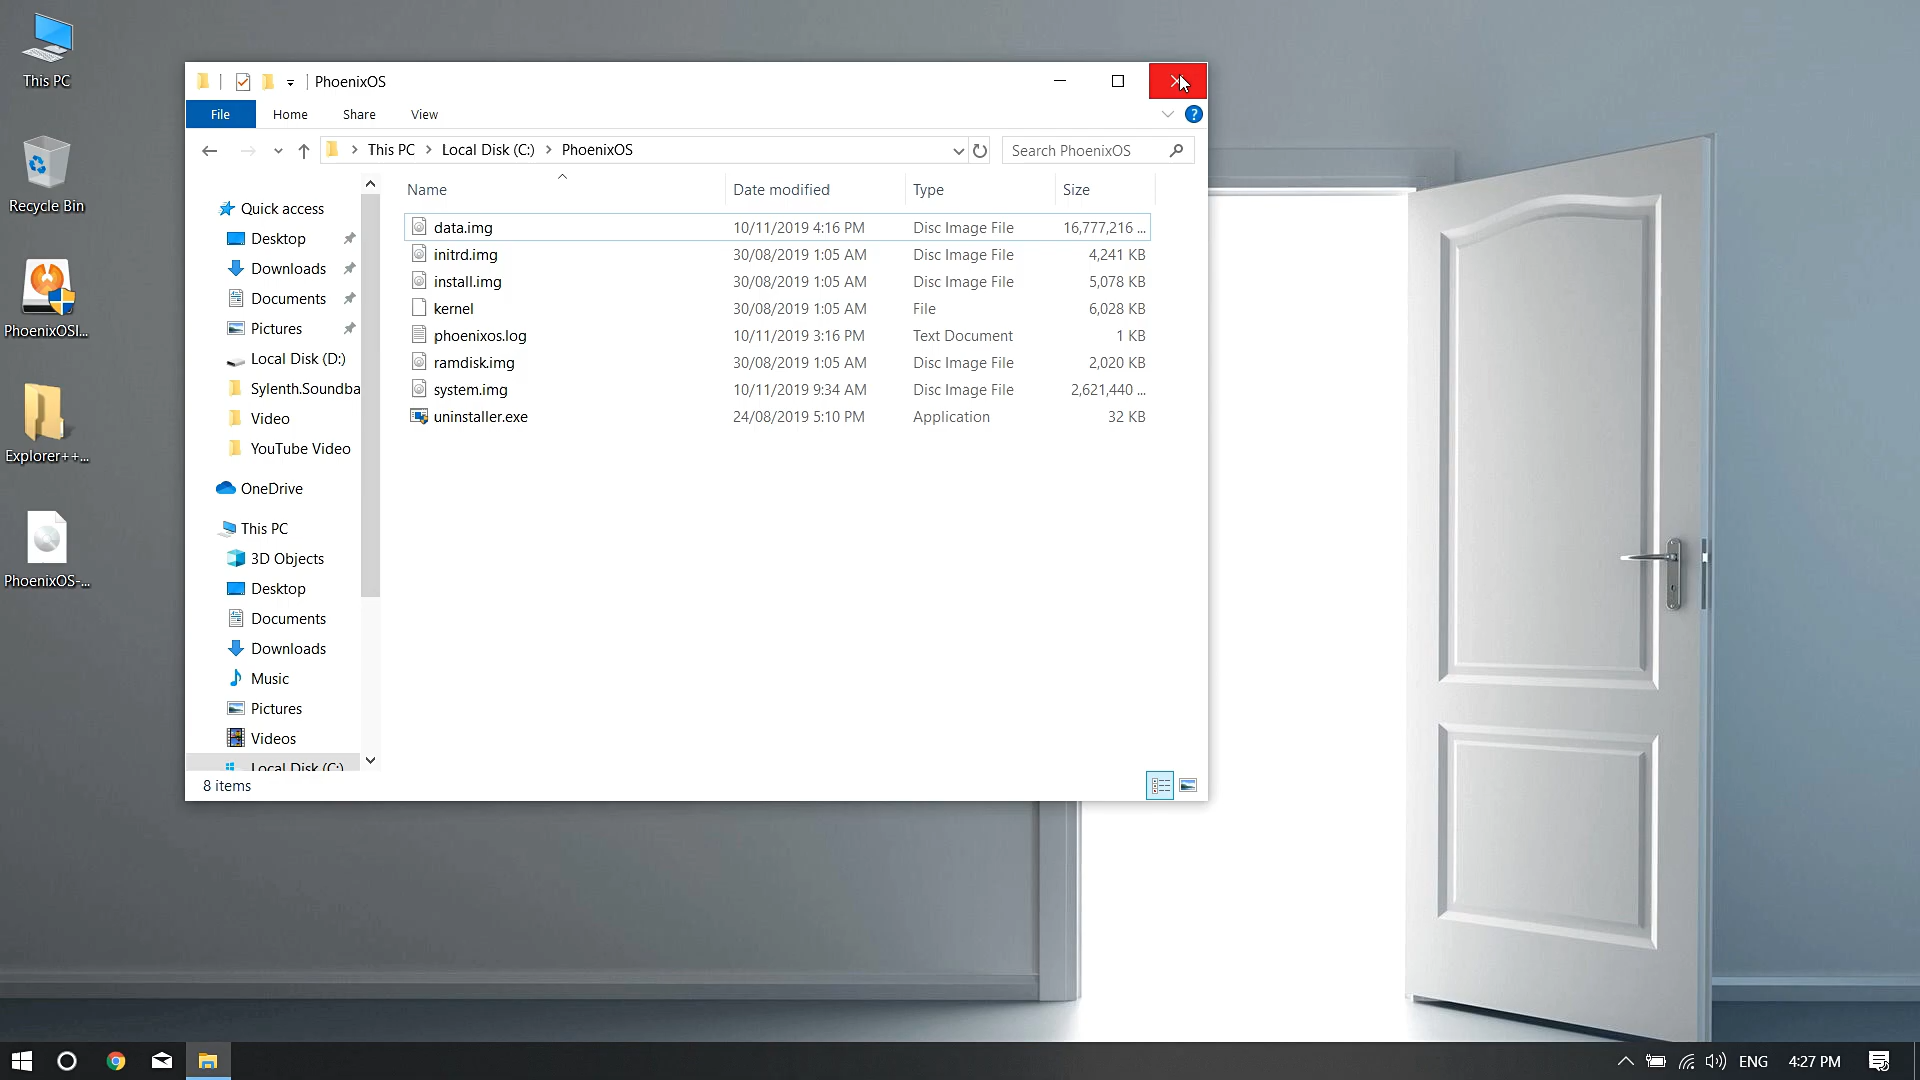 This PC
Recycle Bin
PhoenixOSI...
Explorer++...
PhoenixOS-...
PhoenixOS
File Home Share View
This PC > Local Disk (C:) > PhoenixOS
Search PhoenixOS
Quick access
Desktop
Downloads
Documents
Pictures
Local Disk (D:)
Sylenth.Soundba
Video
YouTube Video
OneDrive
This PC
3D Objects
Desktop
Documents
Downloads
Music
Pictures
Videos
Local Disk (C:)
Name Date modified Type Size
data.img 10/11/2019 4:16 PM Disc Image File 16,777,216 ...
initrd.img 30/08/2019 1:05 AM Disc Image File 4,241 KB
install.img 30/08/2019 1:05 AM Disc Image File 5,078 KB
kernel 30/08/2019 1:05 AM File 6,028 KB
phoenixos.log 10/11/2019 3:16 PM Text Document 1 KB
ramdisk.img 30/08/2019 1:05 AM Disc Image File 2,020 KB
system.img 10/11/2019 9:34 AM Disc Image File 2,621,440 ...
uninstaller.exe 24/08/2019 5:10 PM Application 32 KB
8 items
ENG 4:27 PM